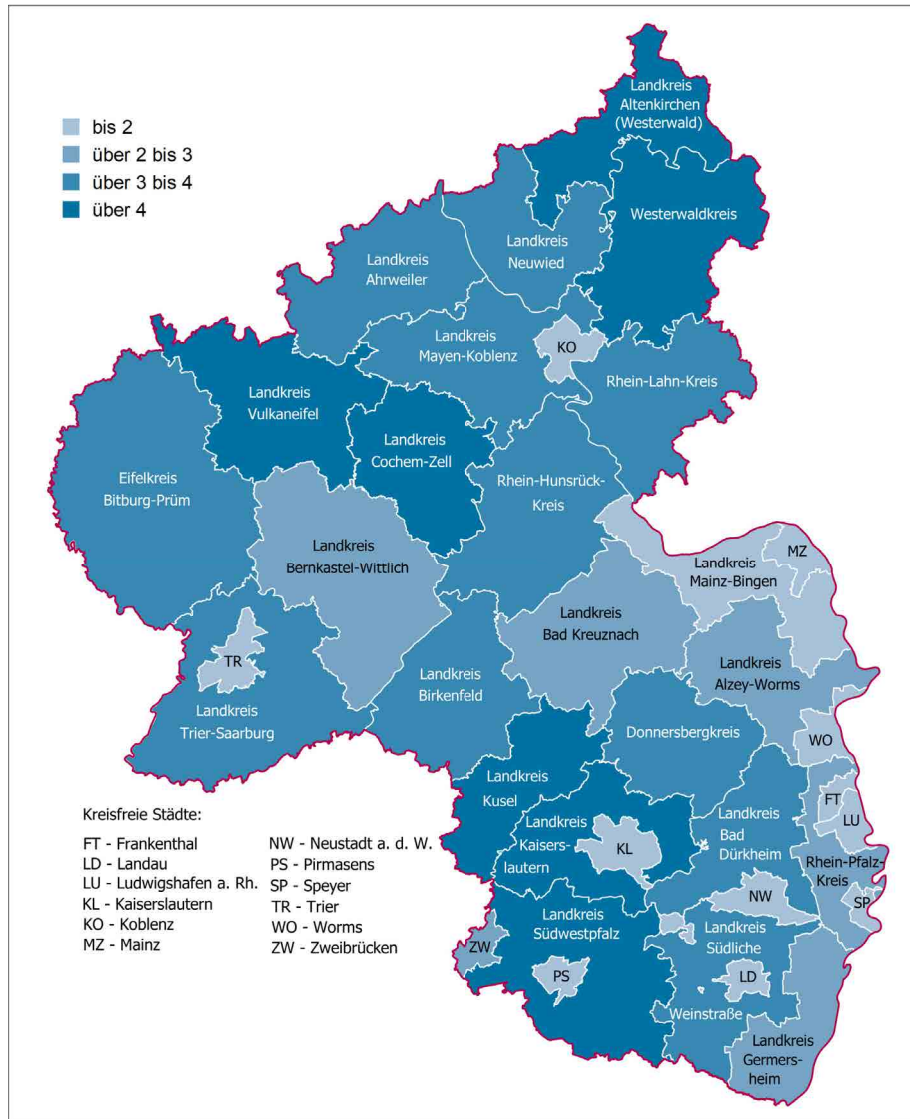 bis 2
über 2 bis 3
über 3 bis 4
über 4
Landkreis
Altenkirchen
(Westerwald)
Westerwaldkreis
Landkreis
Neuwied
Landkreis
Ahrweiler
Landkreis
Mayen-Koblenz
KO
Rhein-Lahn-Kreis
Landkreis
Vulkaneifel
Landkreis
Cochem-Zell
Eifelkreis
Bitburg-Prüm
Rhein-Hunsrück-
Kreis
Landkreis
Bernkastel-Wittlich
MZ
Landkreis
Mainz-Bingen
Landkreis
Bad Kreuznach
Landkreis
Alzey-Worms
TR
Landkreis
Trier-Saarburg
Landkreis
Birkenfeld
Donnersbergkreis
WO
Landkreis
Kusel
Landkreis
Kaisers-
lautern
KL
Landkreis
Bad
Dürkheim
FT
LU
Rhein-Pfalz-
Kreis
NW
SP
Landkreis
Südwestpfalz
ZW
PS
Landkreis
Südliche
LD
Weinstraße
Landkreis
Germers-
heim
Kreisfreie Städte:
FT - Frankenthal
LD - Landau
LU - Ludwigshafen a. Rh.
KL - Kaiserslautern
KO - Koblenz
MZ - Mainz
NW - Neustadt a. d. W.
PS - Pirmasens
SP - Speyer
TR - Trier
WO - Worms
ZW - Zweibrücken